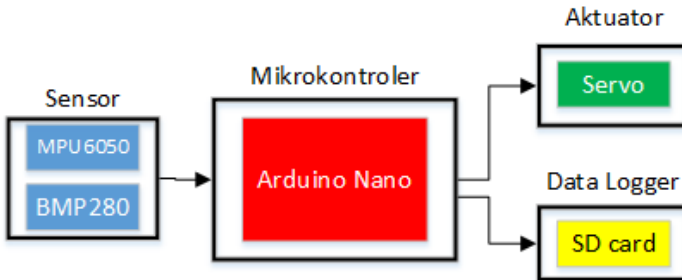 Sensor
MPU6050
BMP280
Mikrokontroler
Arduino Nano
Aktuator
Servo
Data Logger
SD card